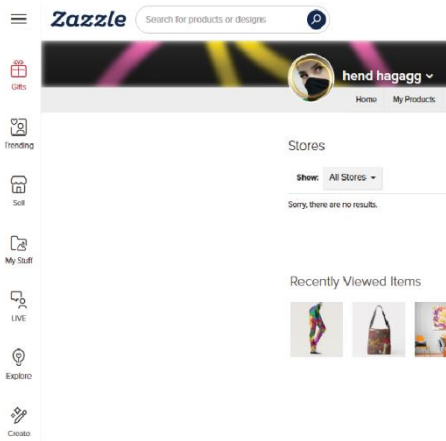 Zazzle
Search for products or designs
hend hagagg
Home My Products
Gifts
Trending
Sell
My Stuff
LIVE
Explore
Create
Stores
Show: All Stores
Sorry, there are no results.
Recently Viewed Items